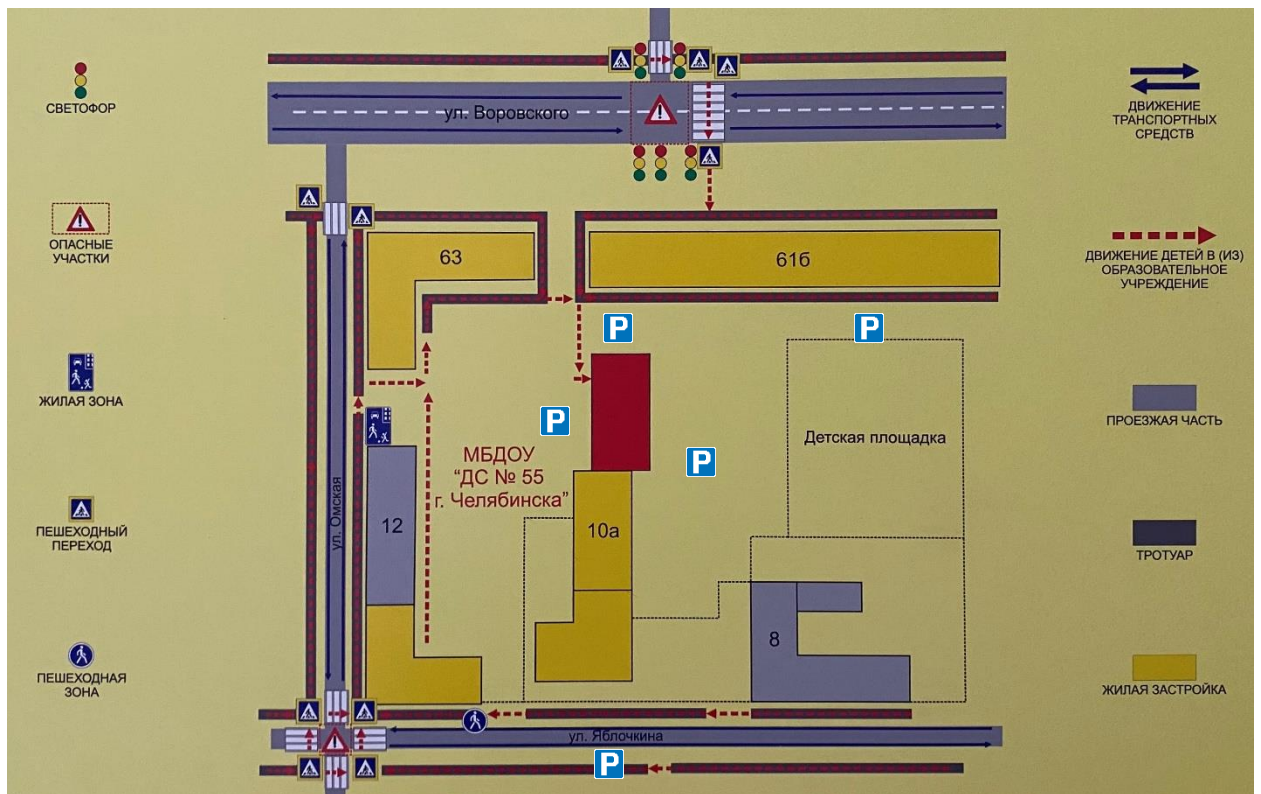 СВЕТОФОР
ОПАСНЫЕ
УЧАСТКИ
ЖИЛАЯ ЗОНА
ПЕШЕХОДНЫЙ
ПЕРЕХОД
ПЕШЕХОДНАЯ
ЗОНА
ул. Воровского
63
61б
P
P
P
P
Детская площадка
МБДОУ
“ДС № 55
г. Челябинска”
12
ул. Омская
10а
8
ул. Яблочкина
P
ДВИЖЕНИЕ
ТРАНСПОРТНЫХ
СРЕДСТВ
ДВИЖЕНИЕ ДЕТЕЙ В (ИЗ)
ОБРАЗОВАТЕЛЬНОЕ
УЧРЕЖДЕНИЕ
ПРОЕЗЖАЯ ЧАСТЬ
ТРОТУАР
ЖИЛАЯ ЗАСТРОЙКА